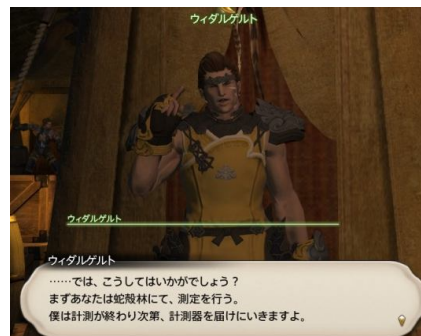 ウィダルゲルト
ウィダルゲルト
ウィダルゲルト
……では、こうしてはいかがでしょう？
まずあなたは蛇殻林にて、測定を行う。
僕は計測が終わり次第、計測器を届けにいきますよ。